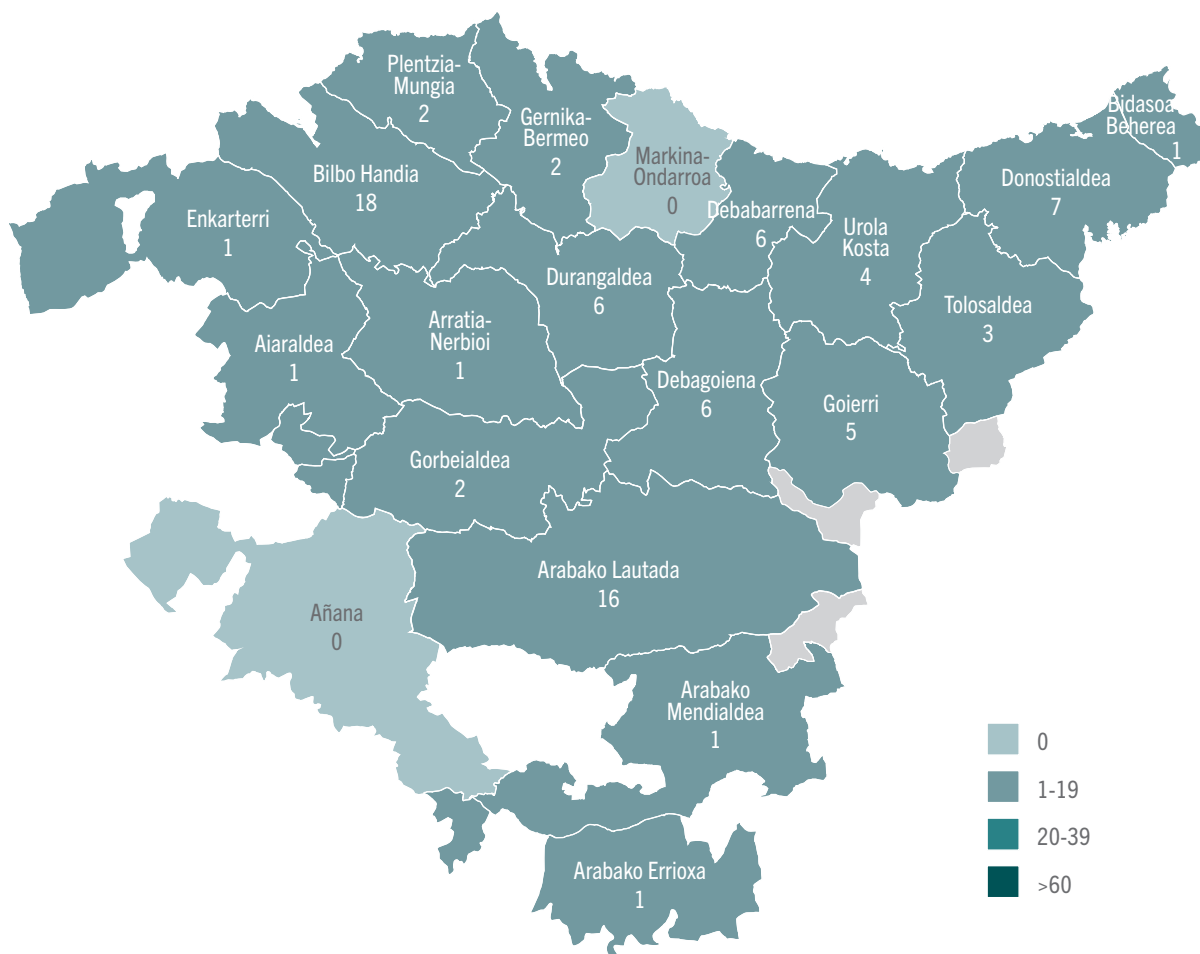 Plentzia-
Mungia
2
Gernika-
Bermeo
2
Markina-
Ondarroa
0
Bidasoa
Beherea
1
Bilbo Handia
18
Donostialdea
7
Enkarterri
1
Debabarrena
6
Urola
Kosta
4
Durangaldea
6
Tolosaldea
3
Arratia-
Nerbioi
1
Aiaraldea
1
Debagoiena
6
Goierri
5
Gorbeialdea
2
Arabako Lautada
16
Añana
0
Arabako
Mendialdea
1
Arabako Errioxa
1
0
1-19
20-39
>60